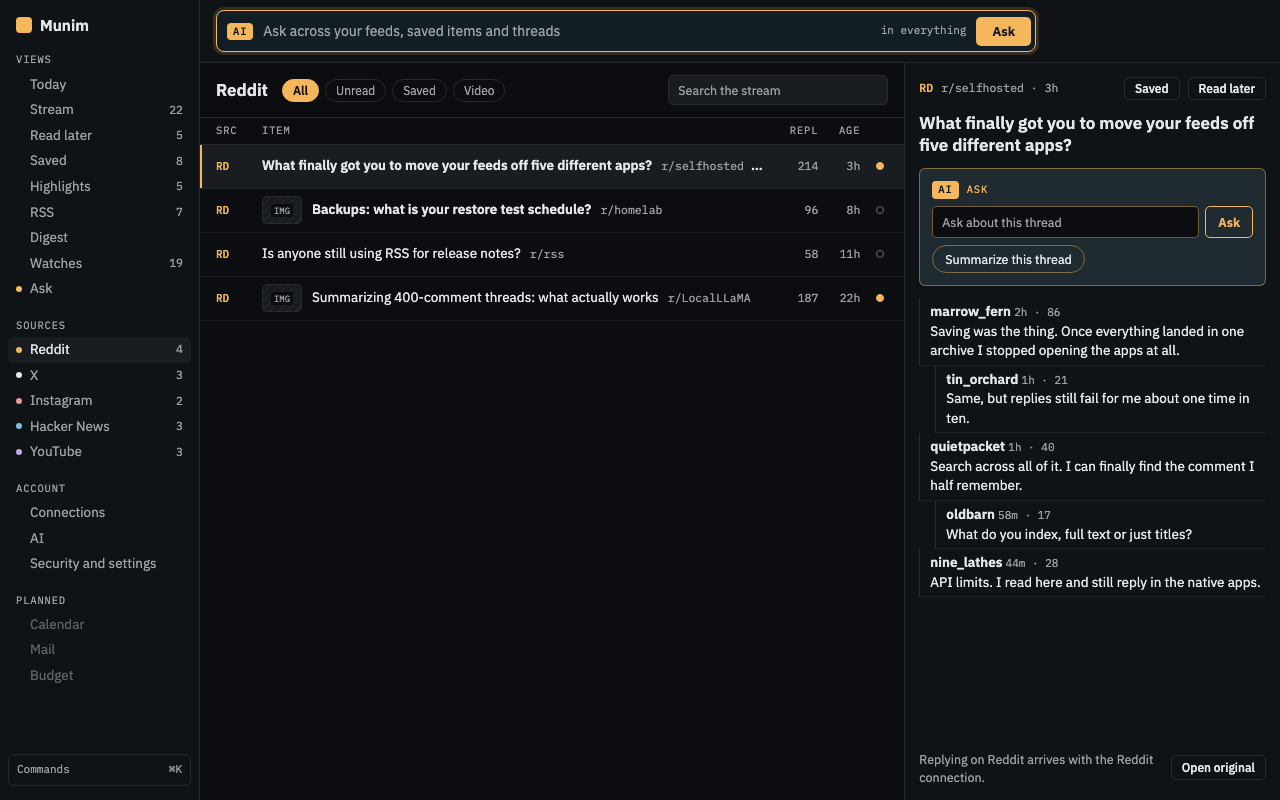 Munim
VIEWS
Today
Stream 22
Read later 5
Saved 8
Highlights 5
RSS 7
Digest
Watches 19
Ask
SOURCES
Reddit 4
X 3
Instagram 2
Hacker News 3
YouTube 3
ACCOUNT
Connections
AI
Security and settings
PLANNED
Calendar
Mail
Budget
Commands ⌘K
AI Ask across your feeds, saved items and threads in everything Ask
Reddit All Unread Saved Video Search the stream
SRC ITEM REPL AGE
RD What finally got you to move your feeds off five different apps? r/selfhosted ... 214 3h
RD IMG Backups: what is your restore test schedule? r/homelab 96 8h
RD Is anyone still using RSS for release notes? r/rss 58 11h
RD IMG Summarizing 400-comment threads: what actually works r/LocalLLaMA 187 22h
RD r/selfhosted · 3h Saved Read later
What finally got you to move your feeds off
five different apps?
AI ASK
Ask about this thread Ask
Summarize this thread
marrow_fern 2h · 86
Saving was the thing. Once everything landed in one
archive I stopped opening the apps at all.
tin_orchard 1h · 21
Same, but replies still fail for me about one time in
ten.
quietpacket 1h · 40
Search across all of it. I can finally find the comment I
half remember.
oldbarn 58m · 17
What do you index, full text or just titles?
nine_lathes 44m · 28
API limits. I read here and still reply in the native apps.
Replying on Reddit arrives with the Reddit
connection.
Open original